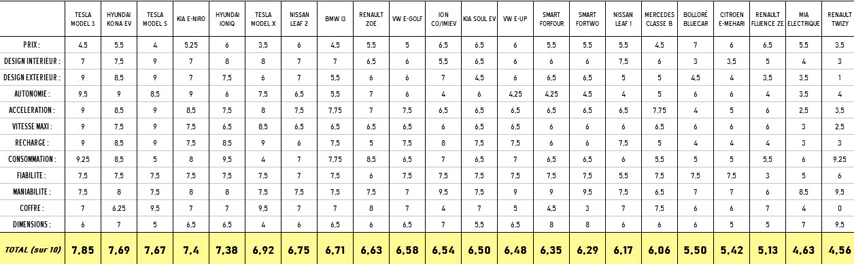 TESLA MODEL 3 HYUNDAI KONA EV TESLA MODEL S KIA E-NIRO HYUNDAI IONIQ TESLA MODEL X NISSAN LEAF 2 BMW I3 RENAULT ZOE VW E-GOLF ION CO/IMIEV KIA SOUL EV VW E-UP SMART FORFOUR SMART FORTWO NISSAN LEAF 1 MERCEDES CLASSE B BOLLORÉ BLUECAR CITROEN E-MEHARI RENAULT FLUENCE ZE MIA ELECTRIQUE RENAULT TWIZY
PRIX : 4,5 5,5 4 5,25 6 3,5 6 4,5 5,5 5 6,5 6,5 6 5,5 5,5 5,5 4,5 7 6 6,5 5,5 3,5
DESIGN INTERIEUR : 7 7,5 9 7 8 8 7 7 6,5 6 5,5 6,5 6 6 6 6 7,5 3 3,5 5 4 3
DESIGN EXTERIEUR : 9 8,5 9 7 7,5 6 7 5,5 6 6 7 4,5 6 6,5 6,5 5 5 4,5 4 3,5 3,5 1
AUTONOMIE : 9,5 9 8,5 9 6 7,5 6,5 5,5 7 6 4 6 4,25 4,25 4,5 4 5 6 6 3,5 4 4
ACCELERATION : 9 8,5 9 8,5 7,5 8 7,5 7,75 7 7,5 6,5 6,5 6,5 6,5 6,5 6,5 7,75 4 5 6 2,5 3,5
VITESSE MAXI : 9 7,5 9 7,5 6,5 8,5 6,5 6,5 6 6,5 6 6,5 6 6 6 6 6,5 6 6 3 2,5
RECHARGE : 9 8,5 9 7,5 7,5 9 6 7,5 5 7,5 8 7,5 7,5 6 6 7,5 5 4 4 4 3 3
CONSOMMATION : 9,25 8,5 5 8 9,5 4 7 7,75 8,5 7 6,5 6 7 6,5 6,5 6 5,5 5 5 5,5 6 9,25
FIABILITE : 7,5 7,5 6 7,5 7,5 6 7,5 7,5 6 7,5 7,5 7,5 7,5 7,5 7,5 5,5 7,5 7,5 3 5 6
MANIABILITE : 7,5 8 7,5 8 8 7,5 7,5 7,5 7,5 7 9,5 7,5 9 9 9,5 7,5 6,5 7 7 6 8,5 9,5
COFFRE : 7 6,25 9,5 7 7 9,5 7 7 8 7 4 7 5 4,5 3 7 7 6 6 7 4 0
DIMENSIONS : 6 7 5 6,5 6,5 4 6 6,5 6 6,5 7 5,5 6,5 8 8 6 6 6 5 5 7 9,5
TOTAL (sur 10) 7,85 7,69 7,67 7,4 7,38 6,92 6,75 6,71 6,63 6,58 6,54 6,50 6,48 6,35 6,29 6,17 6,06 5,50 5,42 5,13 4,63 4,56